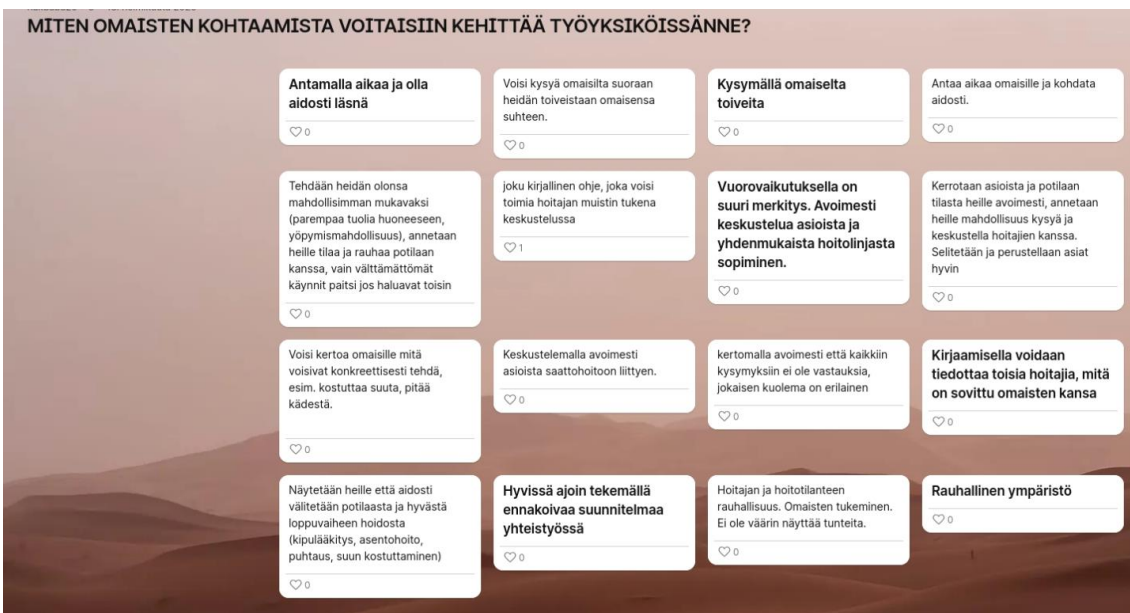 MITEN OMAISTEN KOHTAAMISTA VOITAISIIN KEHITTÄÄ TYÖYKSIKÖISSÄNNE?
Antamalla aikaa ja olla
aidosti läsnä
0
Voisi kysyä omaisilta suoraan
heidän toiveistaan omaisensa
suhteen.
0
Kysymällä omaiselta
toiveita
0
Antaa aikaa omaisille ja kohdata
aidosti.
0
Tehdään heidän olonsa
mahdollisimman mukavaksi
(parempaa tuolia huoneeseen,
yöpymismahdollisuus), annetaan
heille tilaa ja rauhaa potilaan
kanssa, vain välttämättömät
käynnit paitsi jos haluavat toisin
0
joku kirjallinen ohje, joka voisi
toimia hoitajan muistin tukena
keskustelussa
1
Vuorovaikutuksella on
suuri merkitys. Avoimesti
keskustelua asioista ja
yhdenmukaista hoitolinjasta
sopiminen.
0
Kerrotaan asioista ja potilaan
tilasta heille avoimesti, annetaan
heille mahdollisuus kysyä ja
keskustella hoitajien kanssa.
Selitetään ja perustellaan asiat
hyvin
0
Voisi kertoa omaisille mitä
voisivat konkreettisesti tehdä,
esim. kostuttaa suuta, pitää
kädestä.
0
Keskustelemalla avoimesti
asioista saattohoitoon liittyen.
0
kertomalla avoimesti että kaikkiin
kysymyksiin ei ole vastauksia,
jokaisen kuolema on erilainen
0
Kirjaamisella voidaan
tiedottaa toisia hoitajia, mitä
on sovittu omaisten kansa
0
Näytetään heille että aidosti
välitetään potilaasta ja hyvästä
loppuvaiheen hoidosta
(kipulääkitys, asentohoito,
puhtaus, suun kostuttaminen)
0
Hyvissä ajoin tekemällä
ennakoivaa suunnitelmaa
yhteistyössä
0
Hoitajan ja hoitotilanteen
rauhallisuus. Omaisten tukeminen.
Ei ole väärin näyttää tunteita.
0
Rauhallinen ympäristö
0